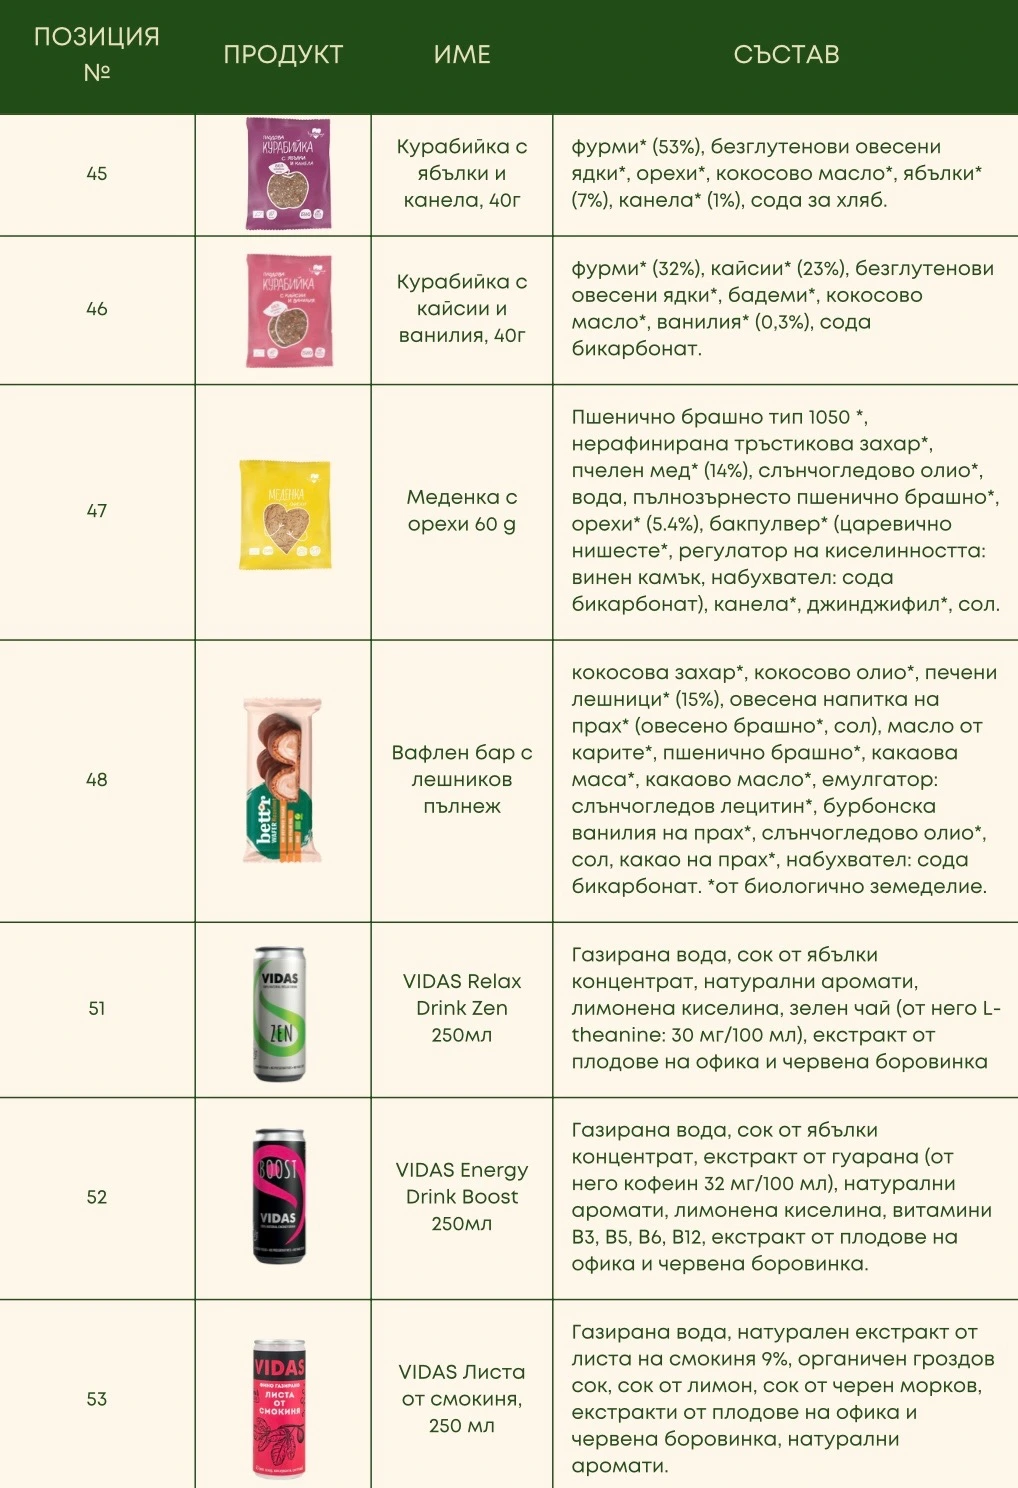 ПОЗИЦИЯ
№
ПРОДУКТ
ИМЕ
СЪСТАВ
45
КУРАБИЙКА
С ЯБЪЛКИ
И КАНЕЛА
Курабийка с
ябълки и
канела, 40г
фурми* (53%), безглутенови овесени
ядки*, орехи*, кокосово масло*, ябълки*
(7%), канела* (1%), сода за хляб.
46
КУРАБИЙКА
С КАЙСИИ
И ВАНИЛИЯ
Курабийка с
кайсии и
ванилия, 40г
фурми* (32%), кайсии* (23%), безглутенови
овесени ядки*, бадеми*, кокосово
масло*, ванилия* (0,3%), сода
бикарбонат.
47
МЕДЕНКА
Меденка с
орехи 60 g
Пшенично брашно тип 1050 *,
нерафинирана тръстикова захар*,
пчелен мед* (14%), слънчогледово олио*,
вода, пълнозърнесто пшенично брашно*,
орехи* (5.4%), бакпулвер* (царевично
нишесте*, регулатор на киселинността:
винен камък, набухвател: сода
бикарбонат), канела*, джинджифил*, сол.
48
bett'r
WAFER
Вафлен бар с
лешников
пълнеж
кокосова захар*, кокосово олио*, печени
лешници* (15%), овесена напитка на
прах* (овесено брашно*, сол), масло от
карите*, пшенично брашно*, какаова
маса*, какаово масло*, емулгатор:
слънчогледов лецитин*, бурбонска
ванилия на прах*, слънчогледово олио*,
сол, какао на прах*, набухвател: сода
бикарбонат. *от биологично земеделие.
51
VIDAS
ZEN
VIDAS Relax
Drink Zen
250мл
Газирана вода, сок от ябълки
концентрат, натурални аромати,
лимонена киселина, зелен чай (от него L-
theanine: 30 мг/100 мл), екстракт от
плодове на офика и червена боровинка
52
BOOST
VIDAS
VIDAS Energy
Drink Boost
250мл
Газирана вода, сок от ябълки
концентрат, екстракт от гуарана (от
него кофеин 32 мг/100 мл), натурални
аромати, лимонена киселина, витамини
B3, B5, B6, B12, екстракт от плодове на
офика и червена боровинка.
53
VIDAS
ЛИСТА
ОТ
СМОКИНЯ
VIDAS Листа
от смокиня,
250 мл
Газирана вода, натурален екстракт от
листа на смокиня 9%, органичен гроздов
сок, сок от лимон, сок от черен морков,
екстракти от плодове на офика и
червена боровинка, натурални
аромати.